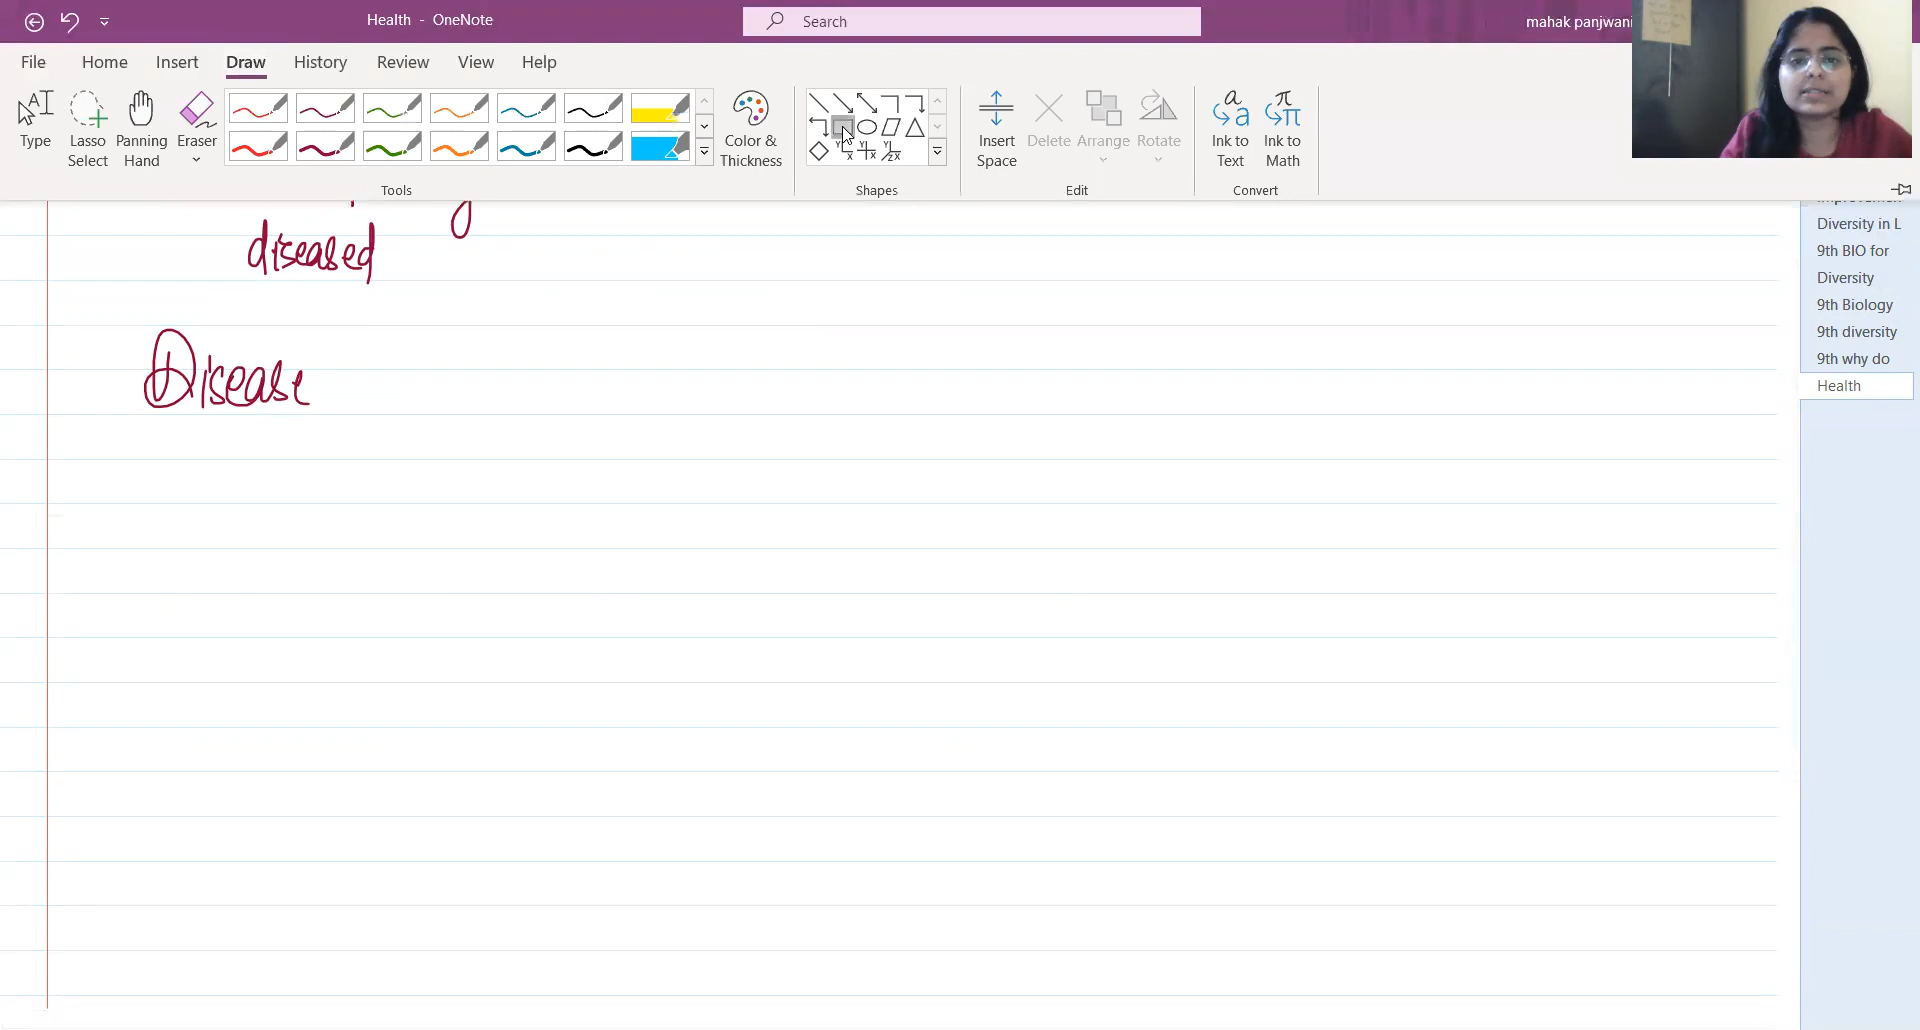 Health - OneNote
Search
mahak panjwani
File Home Insert Draw History Review View Help
Type
Lasso Select
Panning Hand
Eraser
Color & Thickness
Insert Space
Delete
Arrange
Rotate
Ink to Text
Ink to Math
Tools
Shapes
Edit
Convert
diseased
Disease
Diversity in L
9th BIO for
Diversity
9th Biology
9th diversity
9th why do
Health